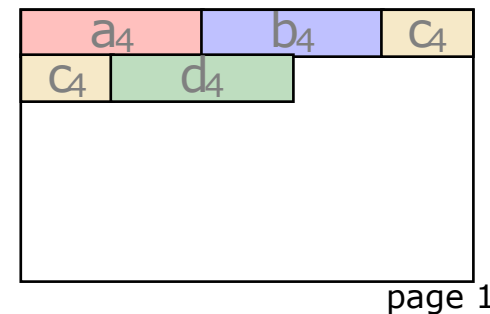 a₄ b₄ c₄
c₄ d₄
page 1